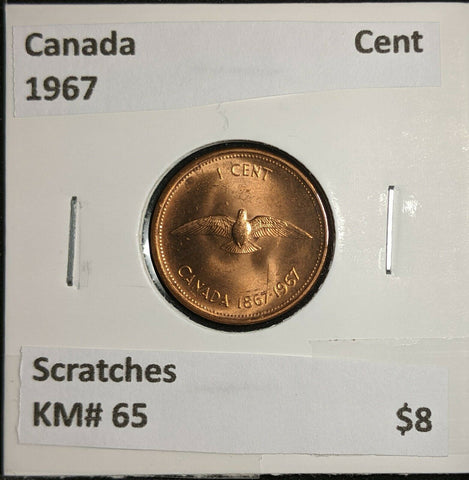 Canada Cent
1967
1 CENT
CANADA 1867-1967
Scratches
KM# 65 $8